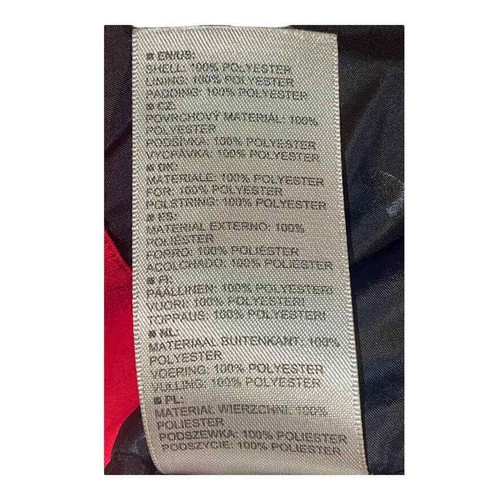 ■ EN/US:
SHELL: 100% POLYESTER
LINING: 100% POLYESTER
PADDING: 100% POLYESTER
■ CZ:
POVRCHOVÝ MATERIÁL: 100%
POLYESTER
PODŠÍVKA: 100% POLYESTER
VYCPÁVKA: 100% POLYESTER
■ DK:
MATERIALE: 100% POLYESTER
FOR: 100% POLYESTER
POLSTRING: 100% POLYESTER
■ ES:
MATERIAL EXTERNO: 100%
POLIÉSTER
FORRO: 100% POLIÉSTER
ACOLCHADO: 100% POLIÉSTER
■ FI:
PÄÄLLINEN: 100% POLYESTERI
VUORI: 100% POLYESTERI
TOPPAUS: 100% POLYESTERI
■ NL:
MATERIAAL BUITENKANT: 100%
POLYESTER
VOERING: 100% POLYESTER
VULLING: 100% POLYESTER
■ PL:
MATERIAŁ WIERZCHNI: 100%
POLIESTER
PODSZEWKA: 100% POLIESTER
PODSZYCIE: 100% POLIESTER